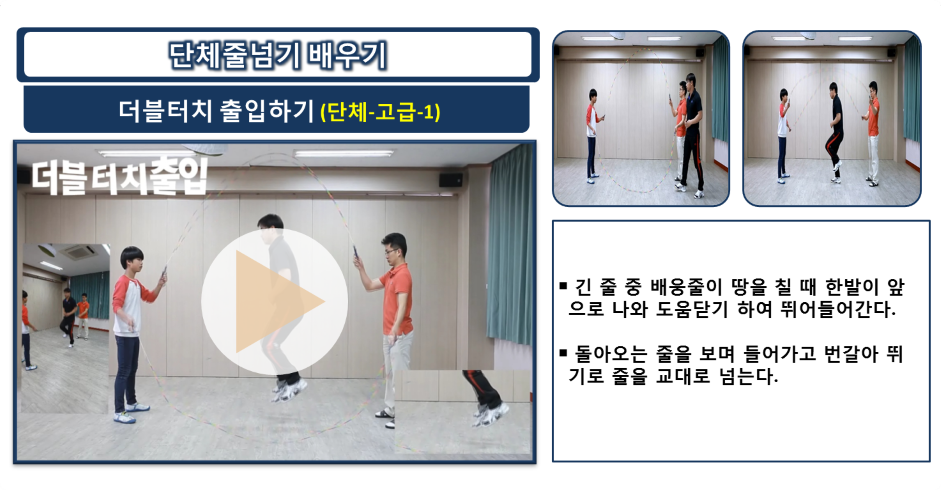 단체줄넘기 배우기
더블터치 출입하기 (단체-고급-1)
더블터치출입
▪ 긴 줄 중 배웅줄이 땅을 칠 때 한발이 앞
으로 나와 도움닫기 하여 뛰어들어간다.
▪ 돌아오는 줄을 보며 들어가고 번갈아 뛰
기로 줄을 교대로 넘는다.